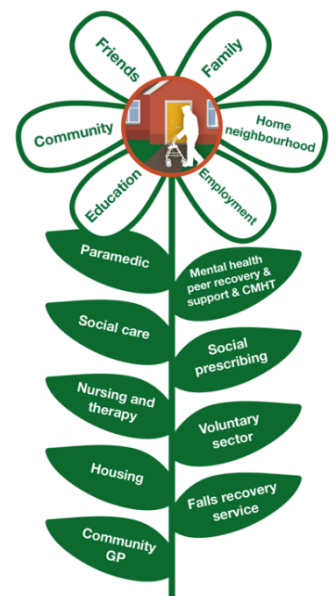 Friends
Family
Community
Home
neighbourhood
Education
Employment
Paramedic
Mental health
peer recovery &
support & CMHT
Social care
Social
prescribing
Nursing and
therapy
Voluntary
sector
Housing
Falls recovery
service
Community
GP